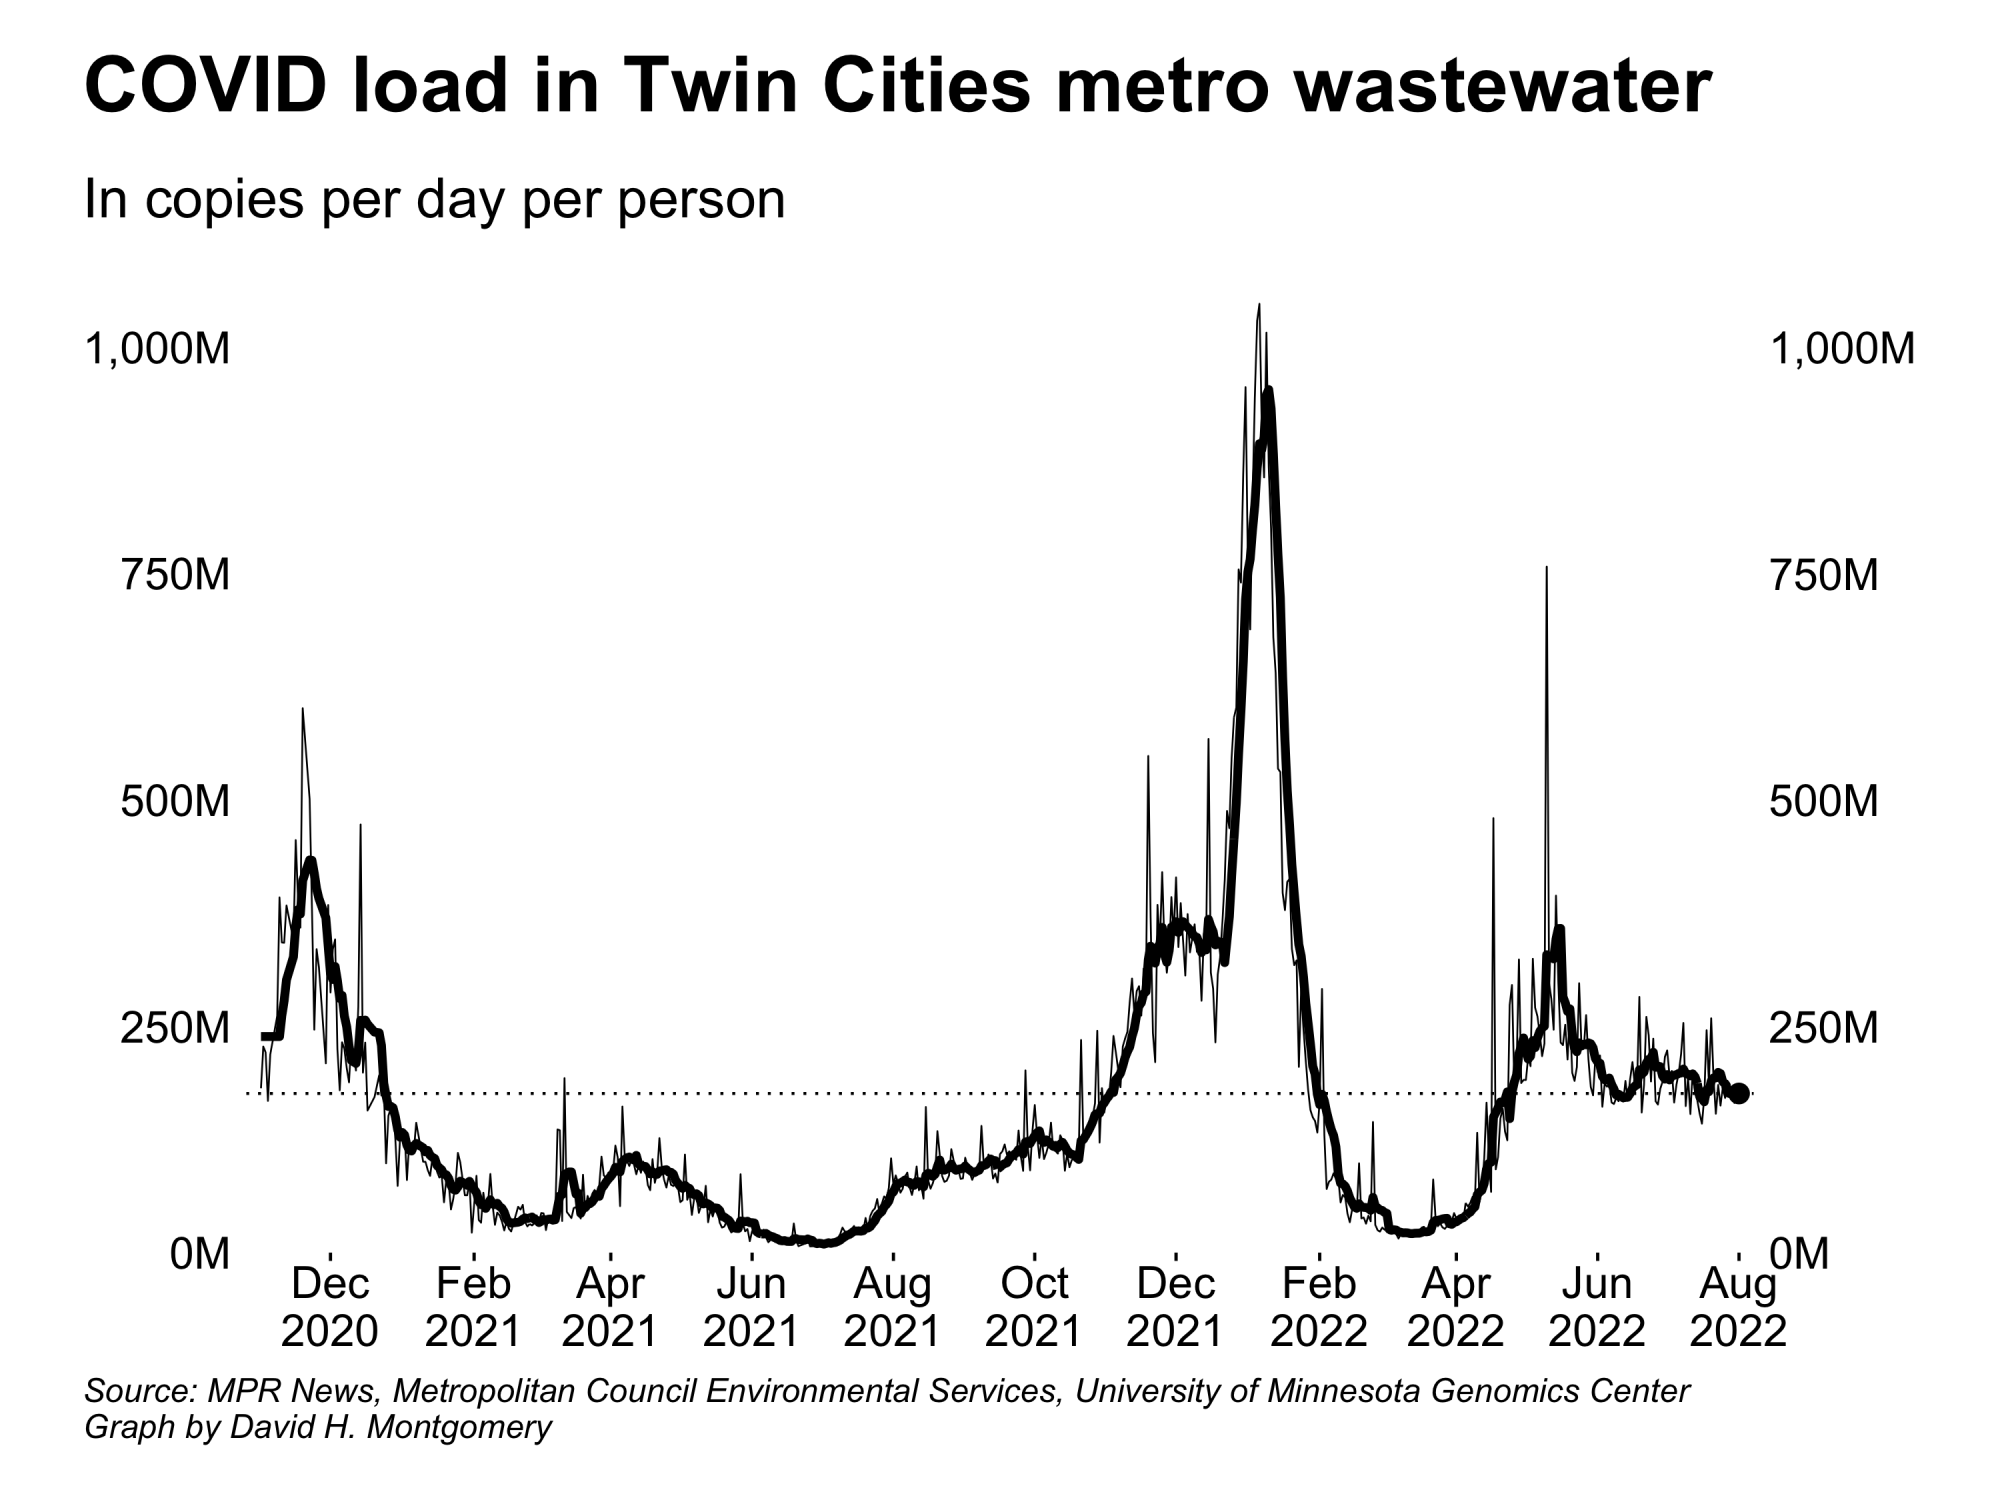 COVID load in Twin Cities metro wastewater
In copies per day per person
1,000M 1,000M
750M 750M
500M 500M
250M 250M
0M 0M
Dec Feb Apr Jun Aug Oct Dec Feb Apr Jun Aug
2020 2021 2021 2021 2021 2021 2021 2022 2022 2022 2022
Source: MPR News, Metropolitan Council Environmental Services, University of Minnesota Genomics Center
Graph by David H. Montgomery